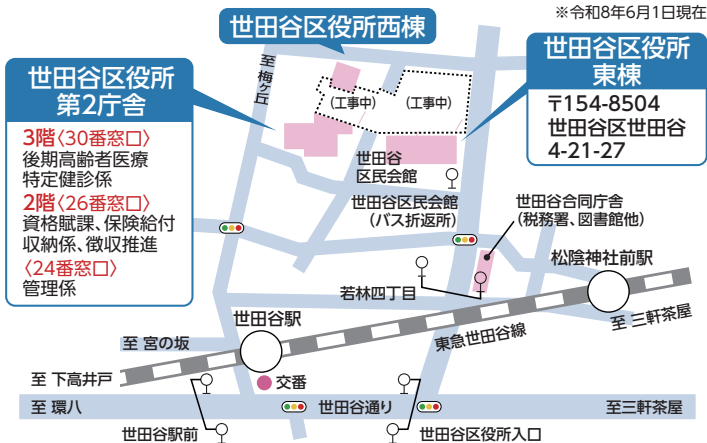 ※令和8年6月1日現在
世田谷区役所西棟
世田谷区役所
東棟
〒154-8504
世田谷区世田谷
4-21-27
世田谷区役所
第2庁舎
3階〈30番窓口〉
後期高齢者医療
特定健診係
2階〈26番窓口〉
資格賦課、保険給付
収納係、徴収推進
〈24番窓口〉
管理係
至 梅ヶ丘
(工事中)
(工事中)
世田谷
区民会館
世田谷区民会館
(バス折返所)
世田谷合同庁舎
(税務署、図書館他)
松陰神社前駅
若林四丁目
世田谷駅
東急世田谷線
至 三軒茶屋
至 宮の坂
至 下高井戸
交番
至 環八
世田谷通り
至三軒茶屋
世田谷駅前
世田谷区役所入口